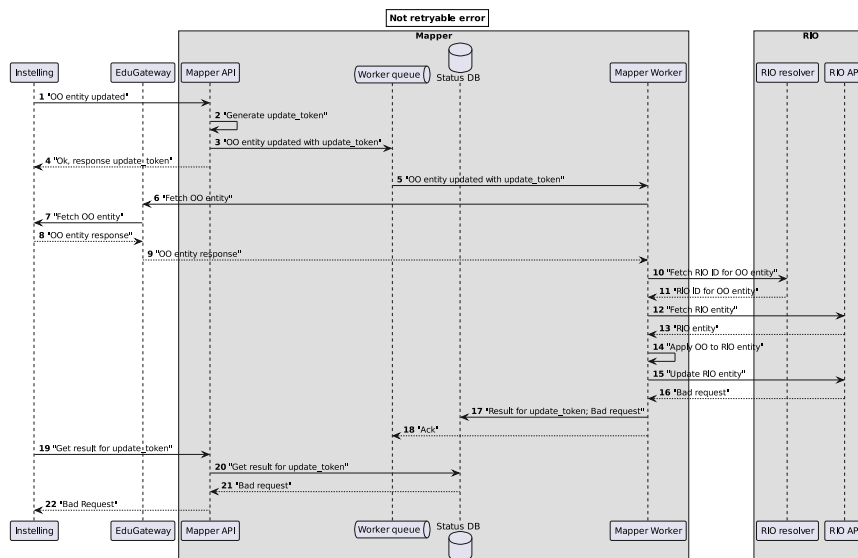 Not retryable error
Mapper
RIO
Instelling
EduGateway
Mapper API
Worker queue
Status DB
Mapper Worker
RIO resolver
RIO AP
1 "OO entity updated"
2 "Generate update_token"
3 "OO entity updated with update_token"
4 "Ok, response update_token"
5 "OO entity updated with update_token"
6 "Fetch OO entity"
7 "Fetch OO entity"
8 "OO entity response"
9 "OO entity response"
10 "Fetch RIO ID for OO entity"
11 "RIO ID for OO entity"
12 "Fetch RIO entity"
13 "RIO entity"
14 "Apply OO to RIO entity"
15 "Update RIO entity"
16 "Bad request"
17 "Result for update_token; Bad request"
18 "Ack"
19 "Get result for update_token"
20 "Get result for update_token"
21 "Bad request"
22 "Bad Request"
Instelling
EduGateway
Mapper API
Worker queue
Status DB
Mapper Worker
RIO resolver
RIO AP